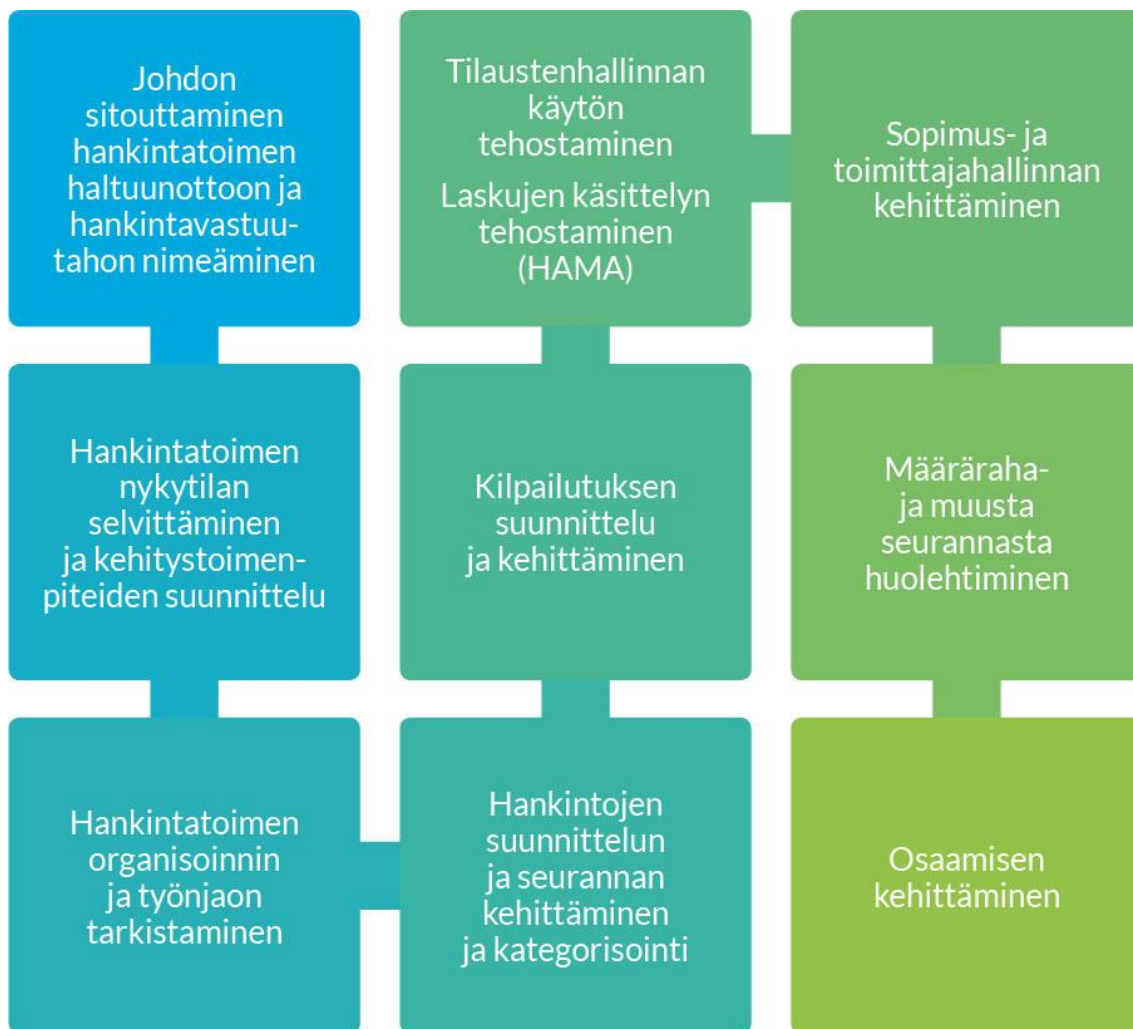 Johdon
sitouttaminen
hankintatoimen
haltuunottoon ja
hankintavastuu-
tahon nimeäminen
Hankintatoimen
nykytilan
selvittäminen
ja kehitystoimen-
piteiden suunnittelu
Hankintatoimen
organisoinnin
ja työnjaon
tarkistaminen
Hankintojen
suunnittelun
ja seurannan
kehittäminen
ja kategorisointi
Kilpailutuksen
suunnittelu
ja kehittäminen
Tilaustenhallinnan
käytön
tehostaminen
Laskujen käsittelyn
tehostaminen
(HAMA)
Sopimus- ja
toimittajahallinnan
kehittäminen
Määräraha-
ja muusta
seurannasta
huolehtiminen
Osaamisen
kehittäminen